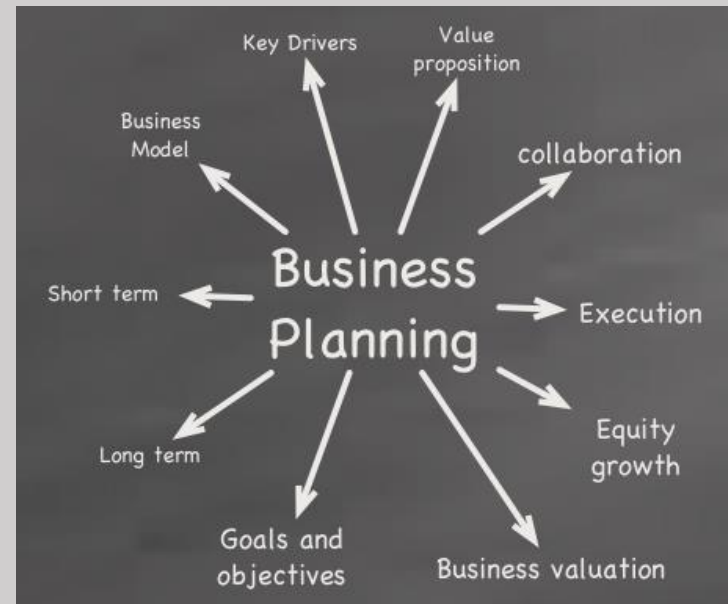 Key Drivers
Value
proposition
Business
Model
collaboration
Business
Planning
Short term
Execution
Long term
Equity
growth
Goals and
objectives
Business valuation